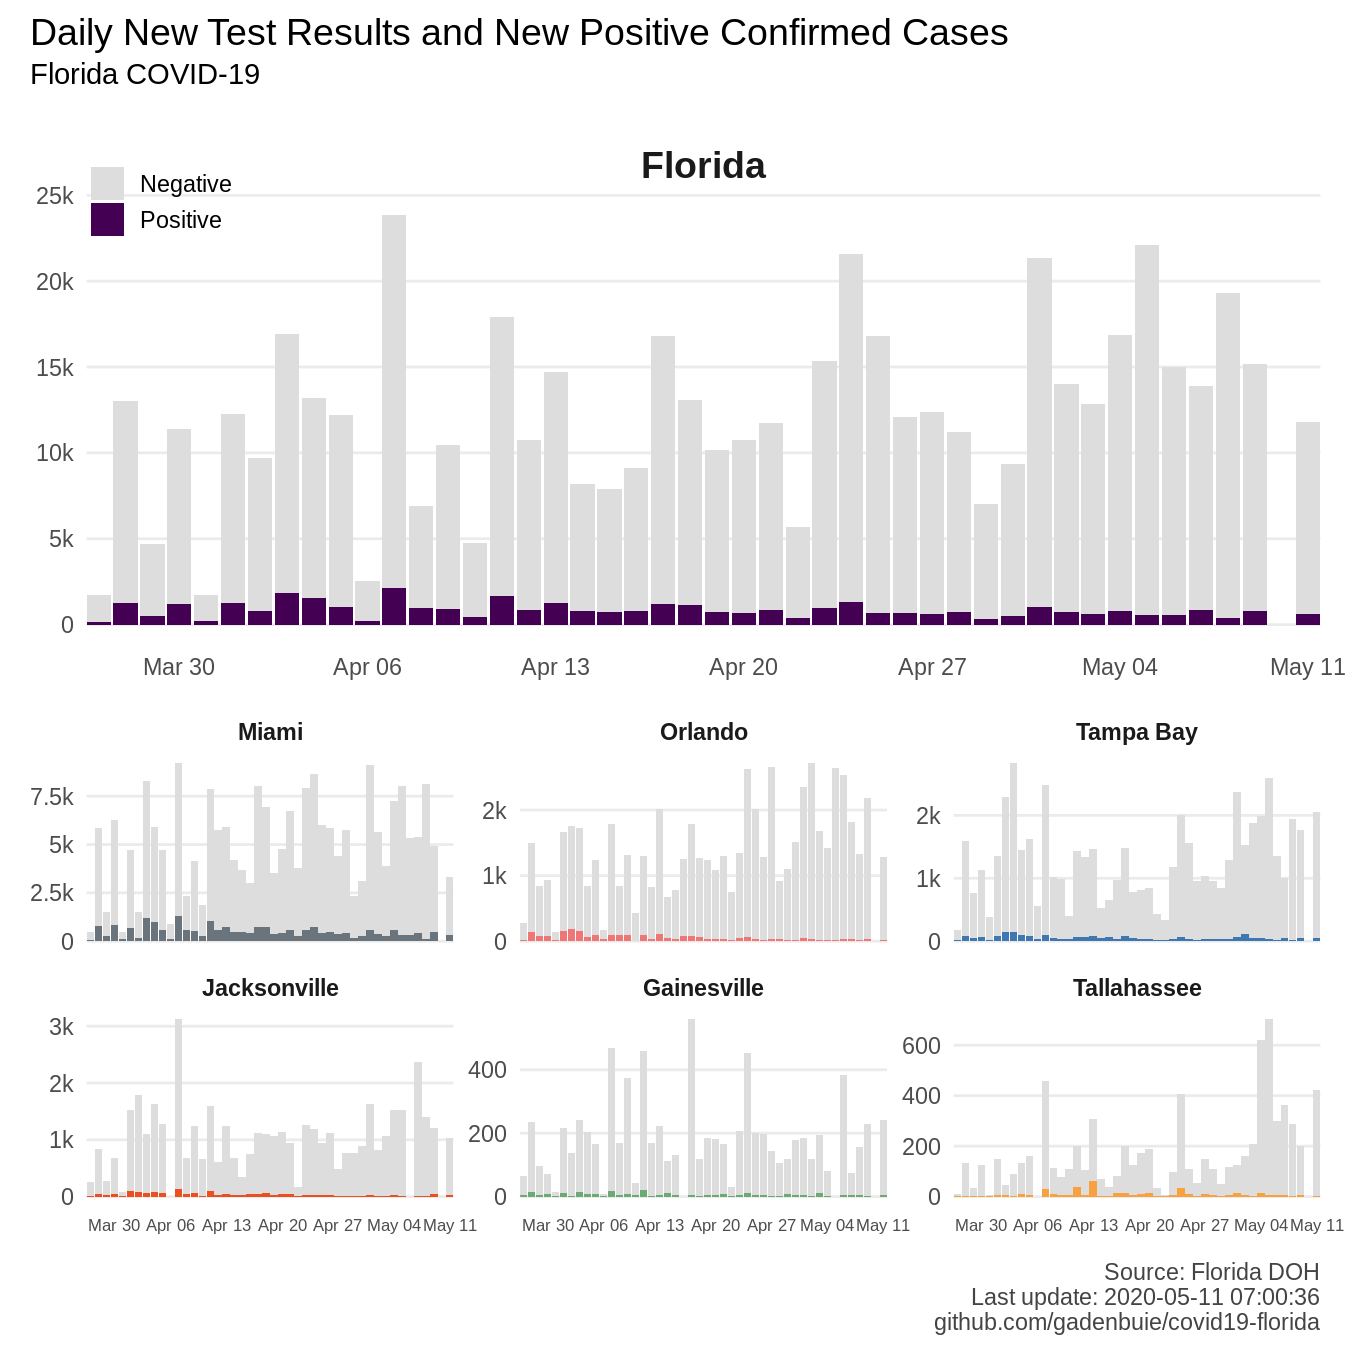 Daily New Test Results and New Positive Confirmed Cases
Florida COVID-19
Florida
Negative
Positive
25k
20k
15k
10k
5k
0
Mar 30 Apr 06 Apr 13 Apr 20 Apr 27 May 04 May 11
Miami Orlando Tampa Bay
7.5k
5k
2.5k
0
2k
1k
0
2k
1k
0
Jacksonville Gainesville Tallahassee
3k
2k
1k
0
400
200
0
600
400
200
0
Mar 30 Apr 06 Apr 13 Apr 20 Apr 27 May 04 May 11
Mar 30 Apr 06 Apr 13 Apr 20 Apr 27 May 04 May 11
Mar 30 Apr 06 Apr 13 Apr 20 Apr 27 May 04 May 11
Source: Florida DOH
Last update: 2020-05-11 07:00:36
github.com/gadenbuie/covid19-florida